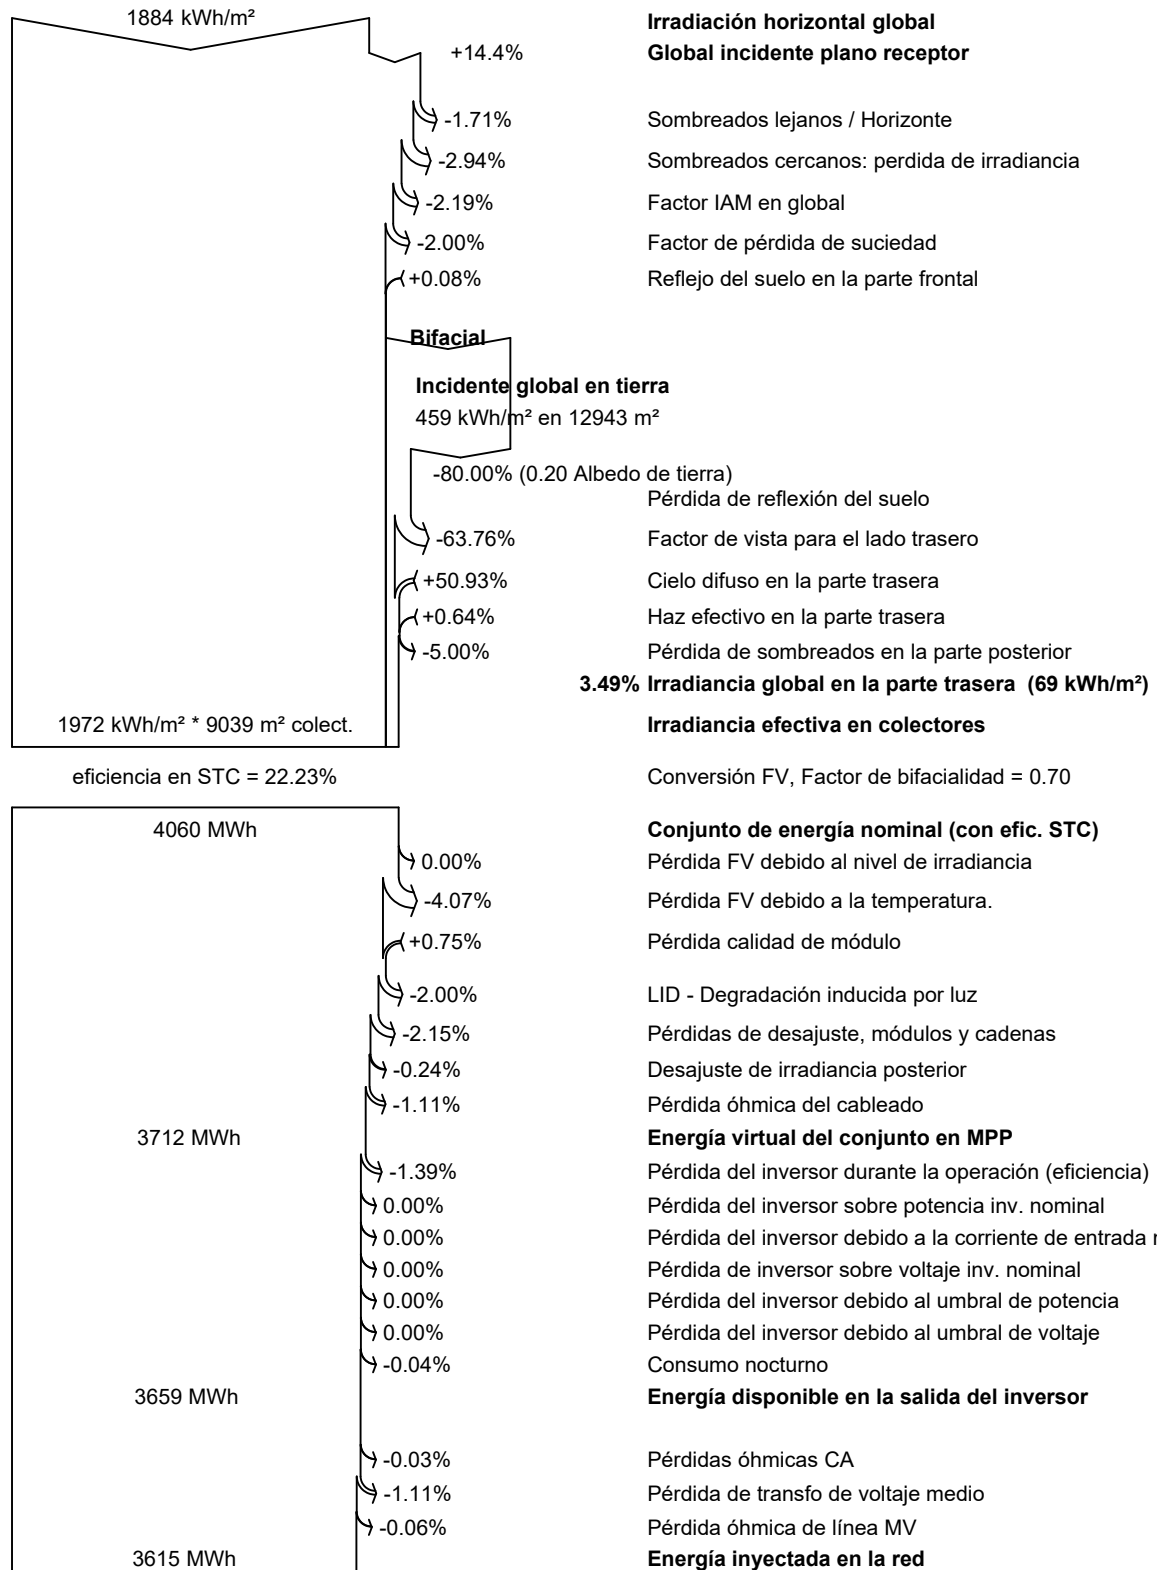 1884 kWh/m² Irradiación horizontal global
+14.4% Global incidente plano receptor
-1.71% Sombreados lejanos / Horizonte
-2.94% Sombreados cercanos: perdida de irradiancia
-2.19% Factor IAM en global
-2.00% Factor de pérdida de suciedad
+0.08% Reflejo del suelo en la parte frontal
Bifacial
Incidente global en tierra
459 kWh/m² en 12943 m²
-80.00% (0.20 Albedo de tierra)
Pérdida de reflexión del suelo
-63.76% Factor de vista para el lado trasero
+50.93% Cielo difuso en la parte trasera
+0.64% Haz efectivo en la parte trasera
-5.00% Pérdida de sombreados en la parte posterior
3.49% Irradiancia global en la parte trasera (69 kWh/m²)
1972 kWh/m² * 9039 m² colect. Irradiancia efectiva en colectores
eficiencia en STC = 22.23% Conversión FV, Factor de bifacialidad = 0.70
4060 MWh Conjunto de energía nominal (con efic. STC)
0.00% Pérdida FV debido al nivel de irradiancia
-4.07% Pérdida FV debido a la temperatura.
+0.75% Pérdida calidad de módulo
-2.00% LID - Degradación inducida por luz
-2.15% Pérdidas de desajuste, módulos y cadenas
-0.24% Desajuste de irradiancia posterior
-1.11% Pérdida óhmica del cableado
3712 MWh Energía virtual del conjunto en MPP
-1.39% Pérdida del inversor durante la operación (eficiencia)
0.00% Pérdida del inversor sobre potencia inv. nominal
0.00% Pérdida del inversor debido a la corriente de entrada
0.00% Pérdida de inversor sobre voltaje inv. nominal
0.00% Pérdida del inversor debido al umbral de potencia
0.00% Pérdida del inversor debido al umbral de voltaje
-0.04% Consumo nocturno
3659 MWh Energía disponible en la salida del inversor
-0.03% Pérdidas óhmicas CA
-1.11% Pérdida de transfo de voltaje medio
-0.06% Pérdida óhmica de línea MV
3615 MWh Energía inyectada en la red